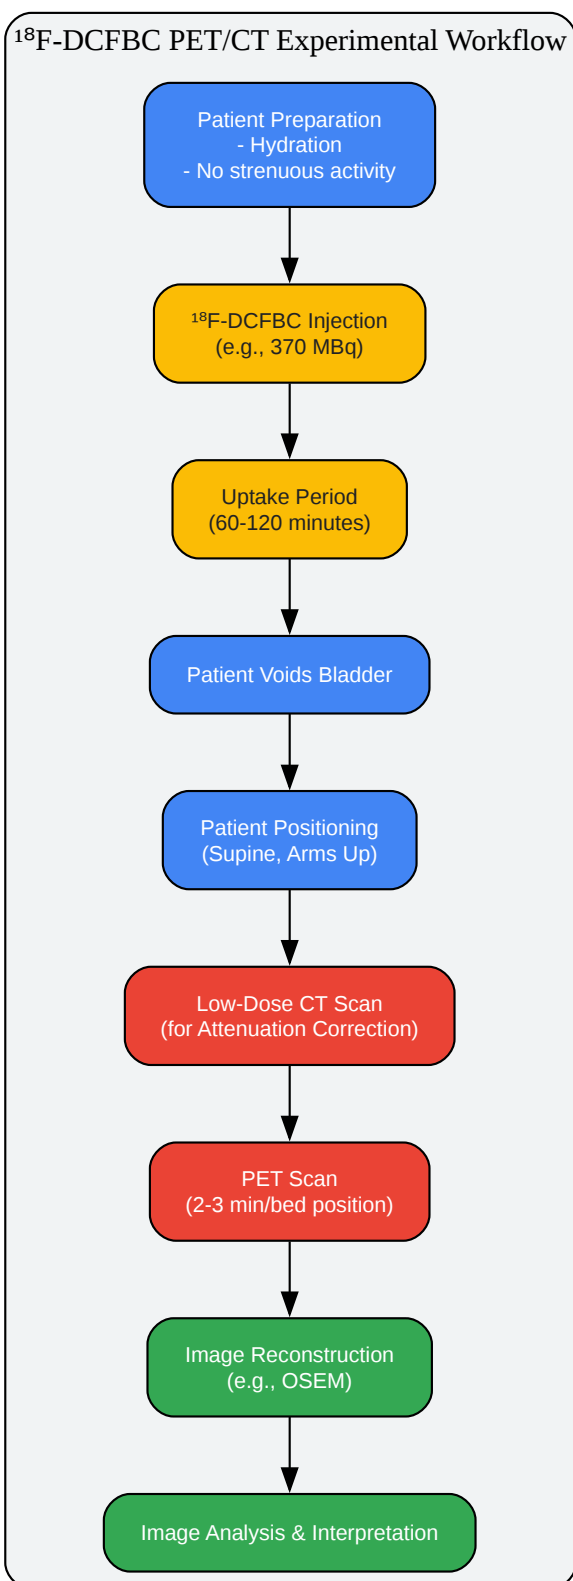 ¹⁸F-DCFBC PET/CT Experimental Workflow
Patient Preparation
- Hydration
- No strenuous activity
¹⁸F-DCFBC Injection
(e.g., 370 MBq)
Uptake Period
(60-120 minutes)
Patient Voids Bladder
Patient Positioning
(Supine, Arms Up)
Low-Dose CT Scan
(for Attenuation Correction)
PET Scan
(2-3 min/bed position)
Image Reconstruction
(e.g., OSEM)
Image Analysis & Interpretation